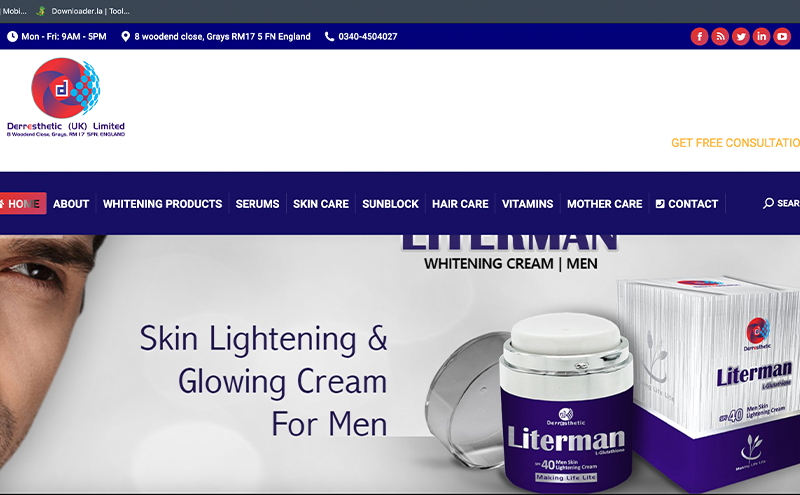 | Mobi... Downloader.la | Tool...
Mon - Fri: 9AM - 5PM 8 woodend close, Grays RM17 5 FN England 0340-4504027
d
Derresthetic (UK) Limited
8 Woodend Close, Grays. RM17 5FN. ENGLAND
GET FREE CONSULTATIO
HOME ABOUT WHITENING PRODUCTS SERUMS SKIN CARE SUNBLOCK HAIR CARE VITAMINS MOTHER CARE CONTACT SEAR
LITERMAN
WHITENING CREAM | MEN
Skin Lightening &
Glowing Cream
For Men
Derresthetic
Literman
L-Glutathione
SPF 40 Men Skin
Lightening Cream
Making Life Lite
Derresthetic
Literman
L-Glutathione
SPF 40 Men Skin
Lightening Cream
Making Life Lite